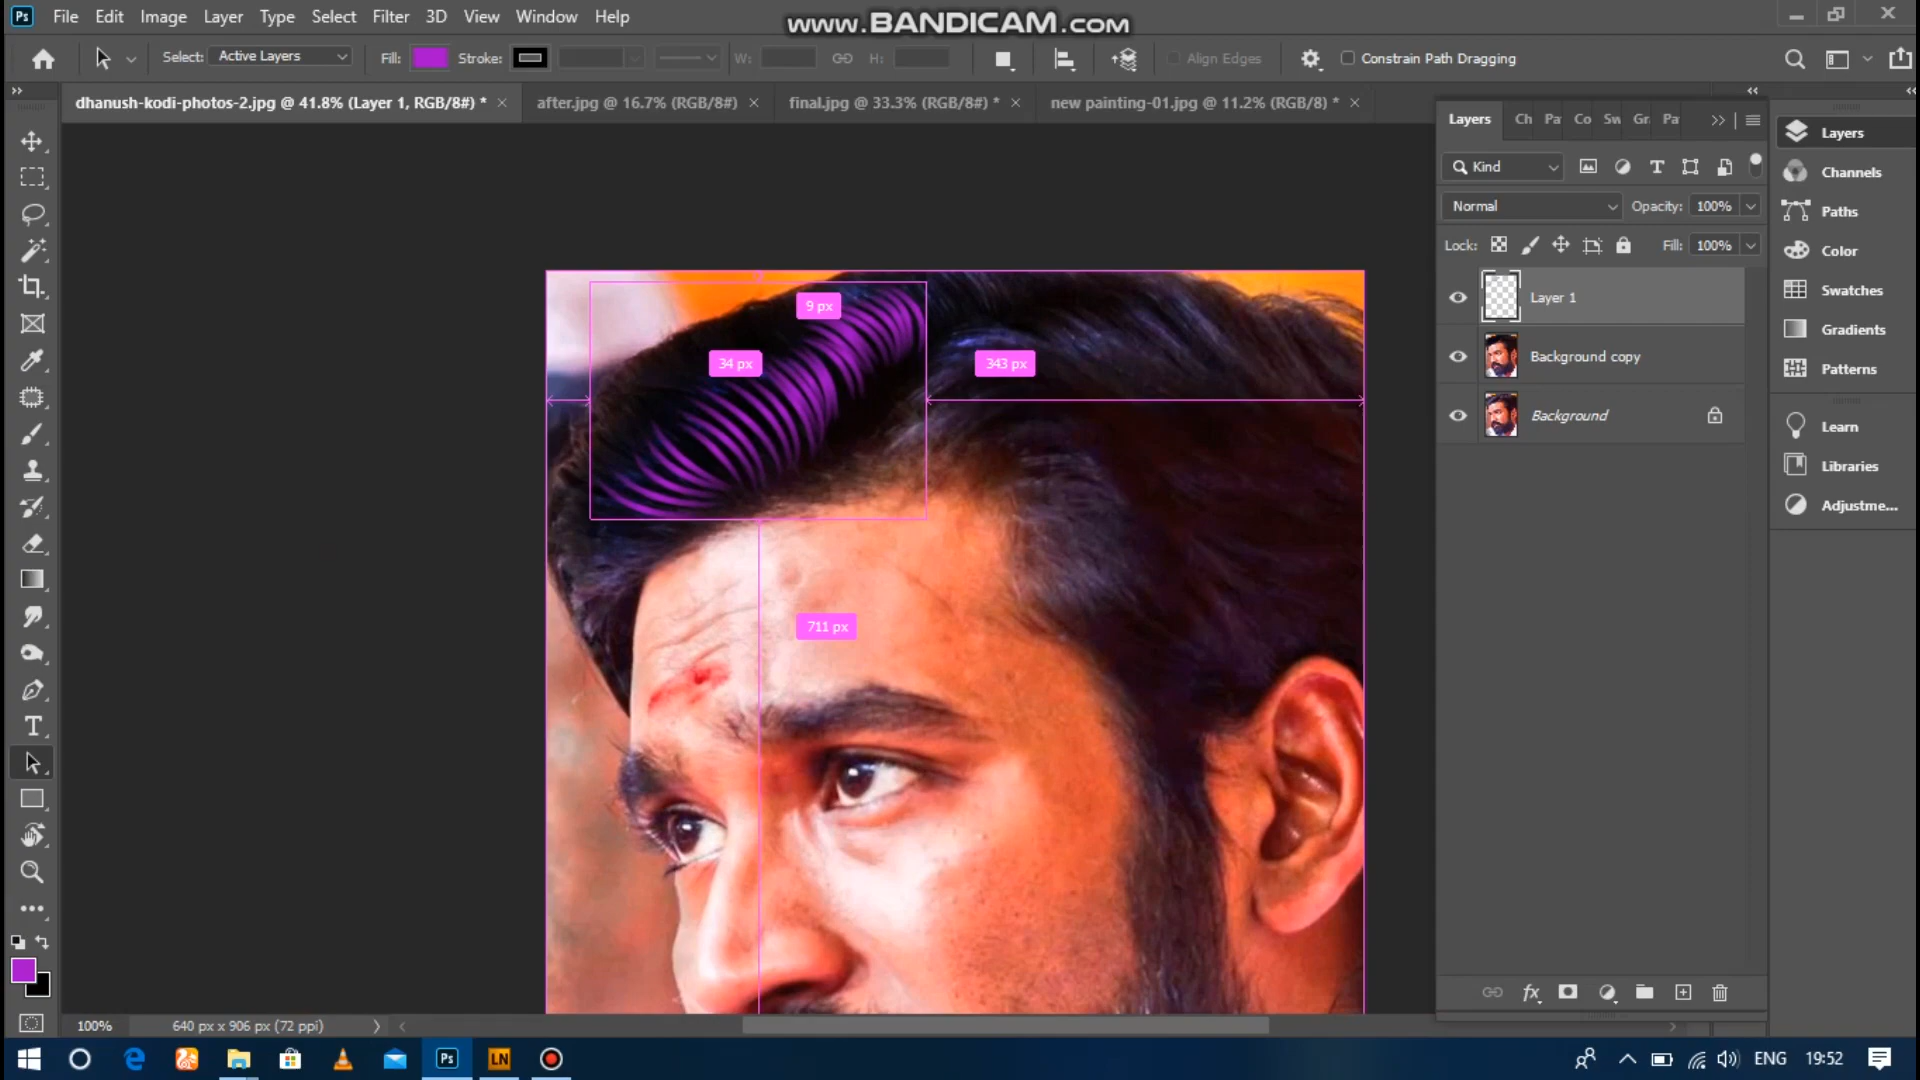 Ps File Edit Image Layer Type Select Filter 3D View Window Help
www.BANDICAM.com
Select: Active Layers Fill: Stroke: W: H: Align Edges Constrain Path Dragging
dhanush-kodi-photos-2.jpg @ 41.8% (Layer 1, RGB/8#) * × after.jpg @ 16.7% (RGB/8#) × final.jpg @ 33.3% (RGB/8#) * × new painting-01.jpg @ 11.2% (RGB/8) * ×
Layers Ch Pa Co Sw Gr Pa
Kind
Normal Opacity: 100%
Lock: Fill: 100%
Layer 1
Background copy
Background
Layers
Channels
Paths
Color
Swatches
Gradients
Patterns
Learn
Libraries
Adjustme...
9 px
34 px
343 px
711 px
100% 640 px x 906 px (72 ppi)
Ps LN ENG 19:52